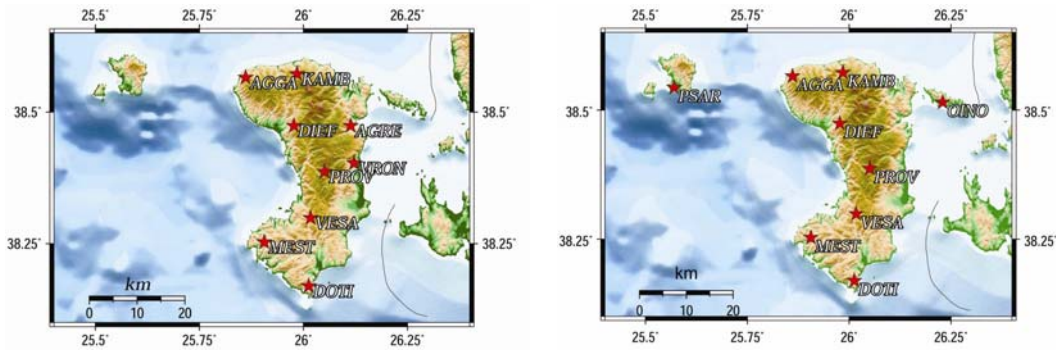 25.5˚ 25.75˚ 26˚ 26.25˚
AGGA KAMB
38.5˚ 38.5˚
DIEF AGRE
VRON
PROV
VESA
38.25˚ 38.25˚
MEST
km
DOTI
0 10 20
25.5˚ 25.75˚ 26˚ 26.25˚
25.5˚ 25.75˚ 26˚ 26.25˚
AGGA KAMB
PSAR
OINO
38.5˚ 38.5˚
DIEF
PROV
VESA
MEST
38.25˚ 38.25˚
km
DOTI
0 10 20
25.5˚ 25.75˚ 26˚ 26.25˚